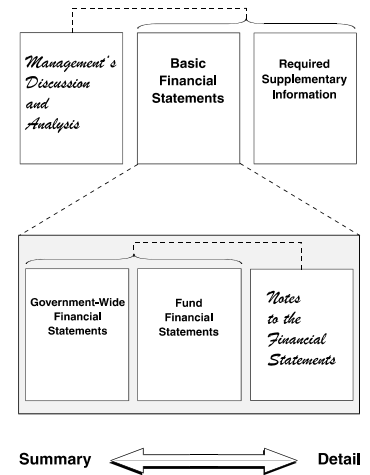 Management's
Discussion
and
Analysis
Basic
Financial
Statements
Required
Supplementary
Information
Government-Wide
Financial
Statements
Fund
Financial
Statements
Notes
to the
Financial
Statements
Summary
Detail